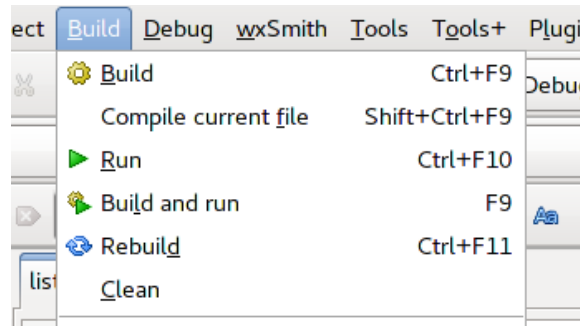 ect Build Debug wxSmith Tools Tools+ Plugi
Build Ctrl+F9
Debu
Compile current file Shift+Ctrl+F9
Run Ctrl+F10
Build and run F9
Aa
Rebuild Ctrl+F11
list
Clean